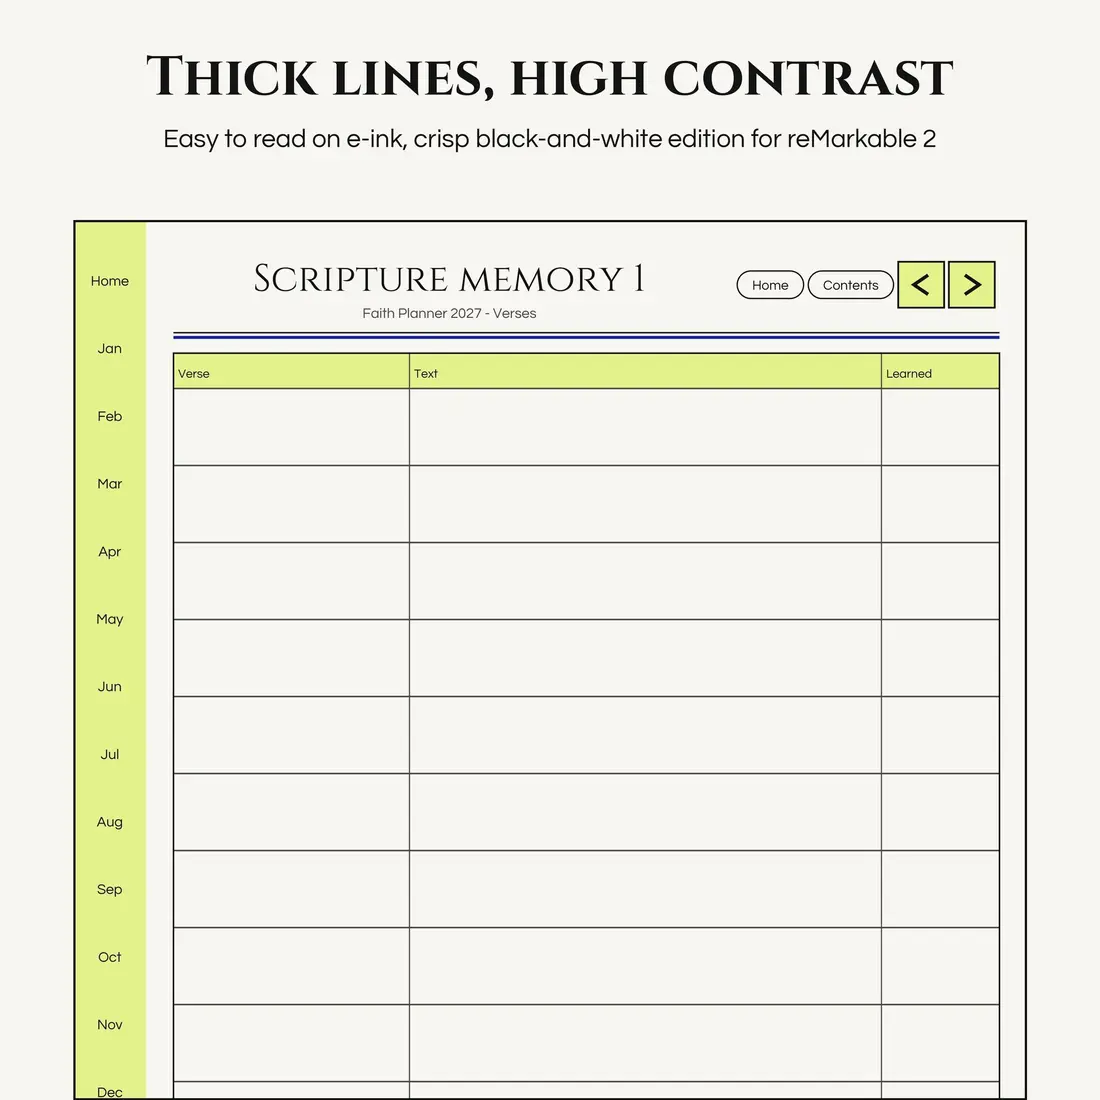 Thick lines, high contrast
Easy to read on e-ink, crisp black-and-white edition for reMarkable 2
Home
Jan
Feb
Mar
Apr
May
Jun
Jul
Aug
Sep
Oct
Nov
Dec
Scripture memory 1
Faith Planner 2027 - Verses
Home Contents < >
Verse Text Learned